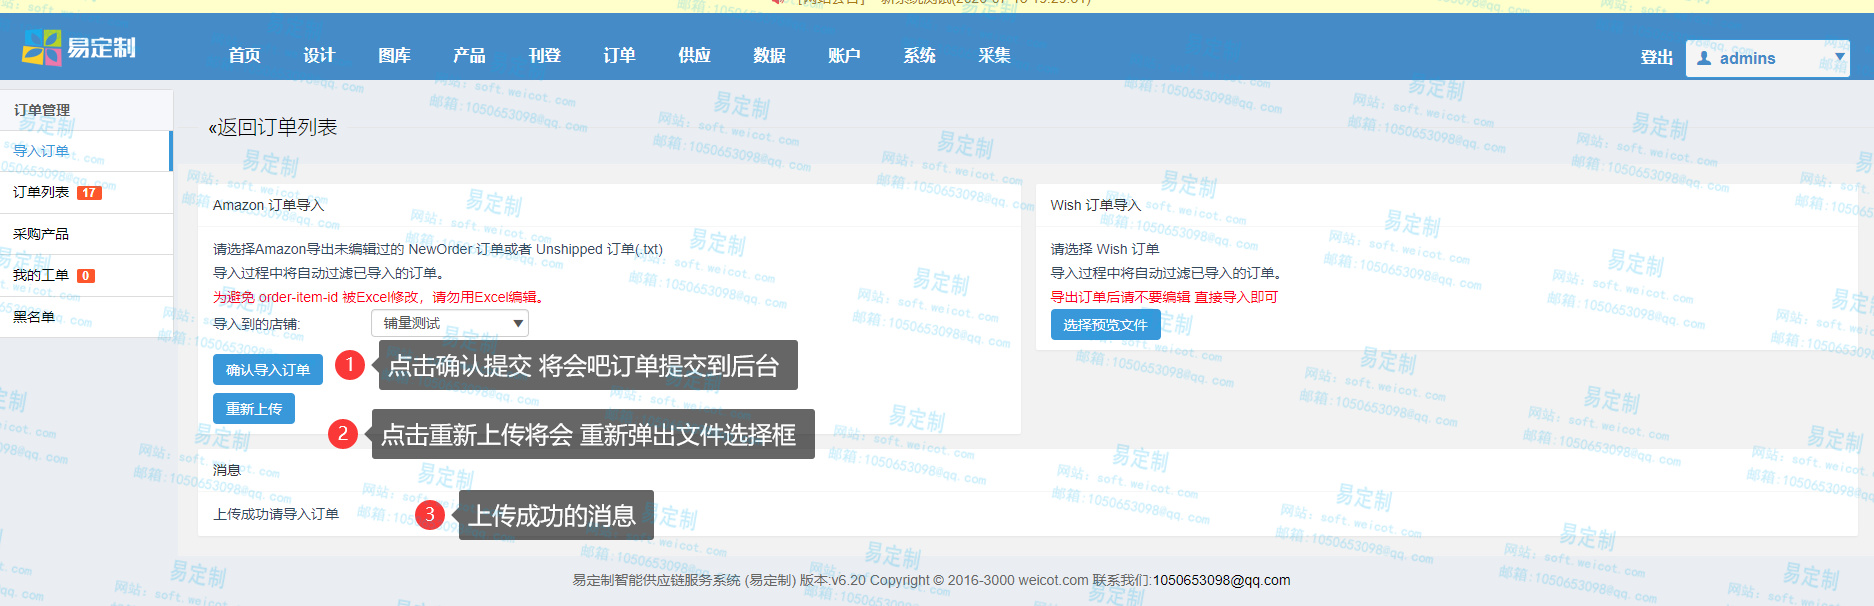 易定制
首页 设计 图库 产品 刊登 订单 供应 数据 账户 系统 采集
登出 admins
订单管理
导入订单
订单列表 17
采购产品
我的工单 0
黑名单
«返回订单列表
Amazon 订单导入
请选择Amazon导出未编辑过的 NewOrder 订单或者 Unshipped 订单(.txt)
导入过程中将自动过滤已导入的订单。
为避免 order-item-id 被Excel修改，请勿用Excel编辑。
导入到的店铺: 铺量测试
确认导入订单
1 点击确认提交 将会吧订单提交到后台
重新上传
2 点击重新上传将会 重新弹出文件选择框
Wish 订单导入
请选择 Wish 订单
导入过程中将自动过滤已导入的订单。
导出订单后请不要编辑 直接导入即可
选择预览文件
消息
上传成功请导入订单
3 上传成功的消息
易定制智能供应链服务系统 (易定制) 版本:v6.20 Copyright © 2016-3000 weicot.com 联系我们:1050653098@qq.com
易定制
网站: soft.weicot.com
邮箱:1050653098@qq.com